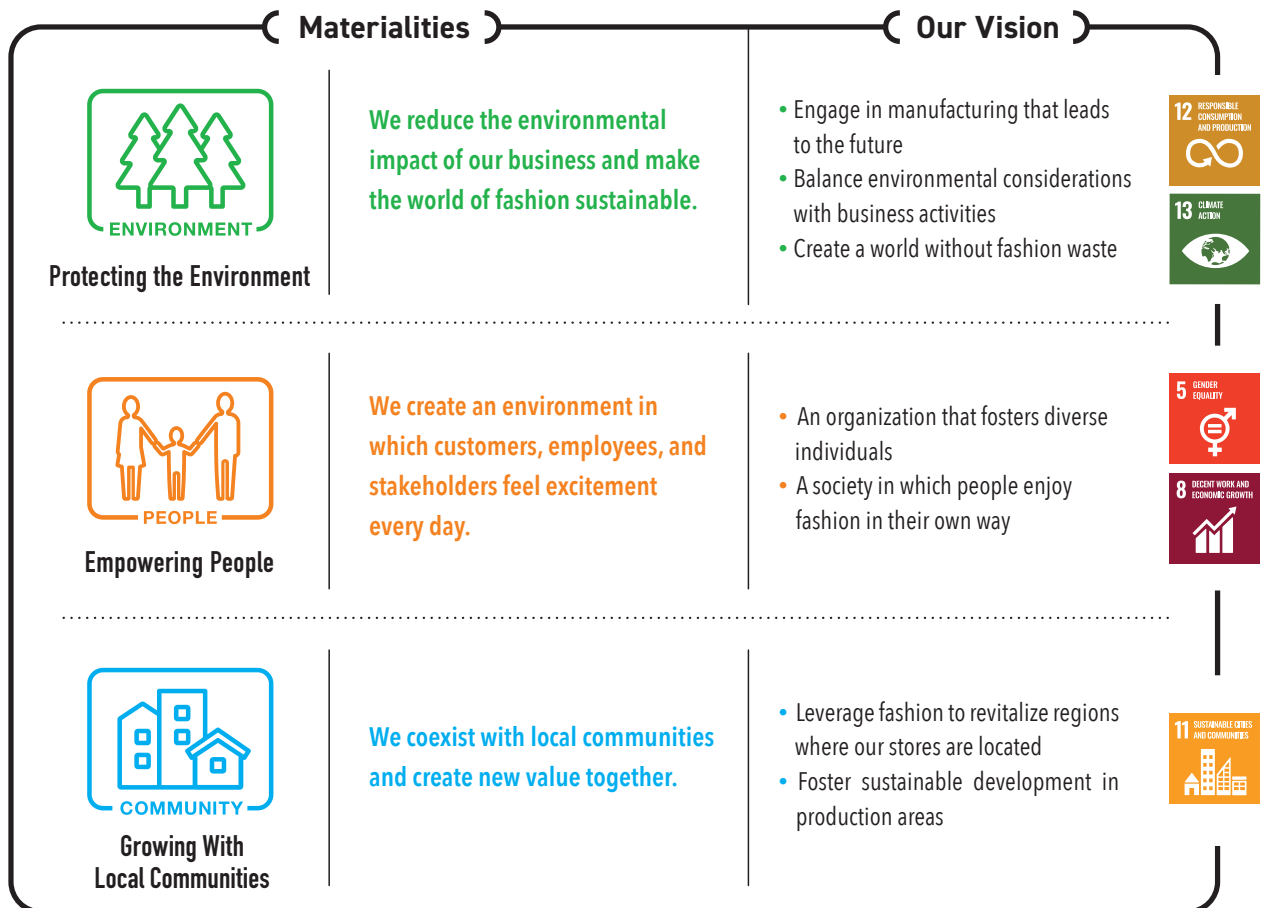 Materialities
Our Vision
ENVIRONMENT
Protecting the Environment
We reduce the environmental
impact of our business and make
the world of fashion sustainable.
• Engage in manufacturing that leads
to the future
• Balance environmental considerations
with business activities
• Create a world without fashion waste
12 RESPONSIBLE
CONSUMPTION
AND PRODUCTION
13 CLIMATE
ACTION
PEOPLE
Empowering People
We create an environment in
which customers, employees, and
stakeholders feel excitement
every day.
• An organization that fosters diverse
individuals
• A society in which people enjoy
fashion in their own way
5 GENDER
EQUALITY
8 DECENT WORK AND
ECONOMIC GROWTH
COMMUNITY
Growing With
Local Communities
We coexist with local communities
and create new value together.
• Leverage fashion to revitalize regions
where our stores are located
• Foster sustainable development in
production areas
11 SUSTAINABLE CITIES
AND COMMUNITIES